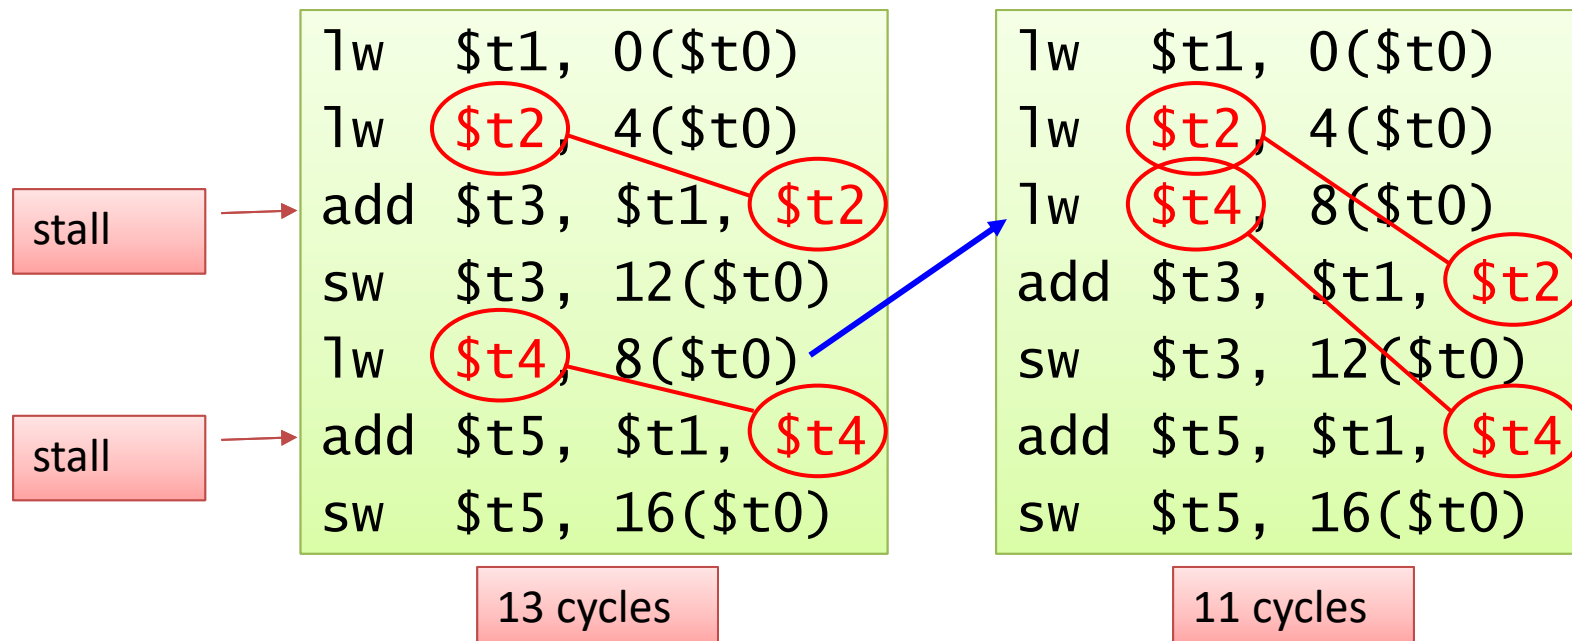 lw $t1, 0($t0)
lw $t2, 4($t0)
add $t3, $t1, $t2
sw $t3, 12($t0)
lw $t4, 8($t0)
add $t5, $t1, $t4
sw $t5, 16($t0)
stall
stall
13 cycles
lw $t1, 0($t0)
lw $t2, 4($t0)
lw $t4, 8($t0)
add $t3, $t1, $t2
sw $t3, 12($t0)
add $t5, $t1, $t4
sw $t5, 16($t0)
11 cycles